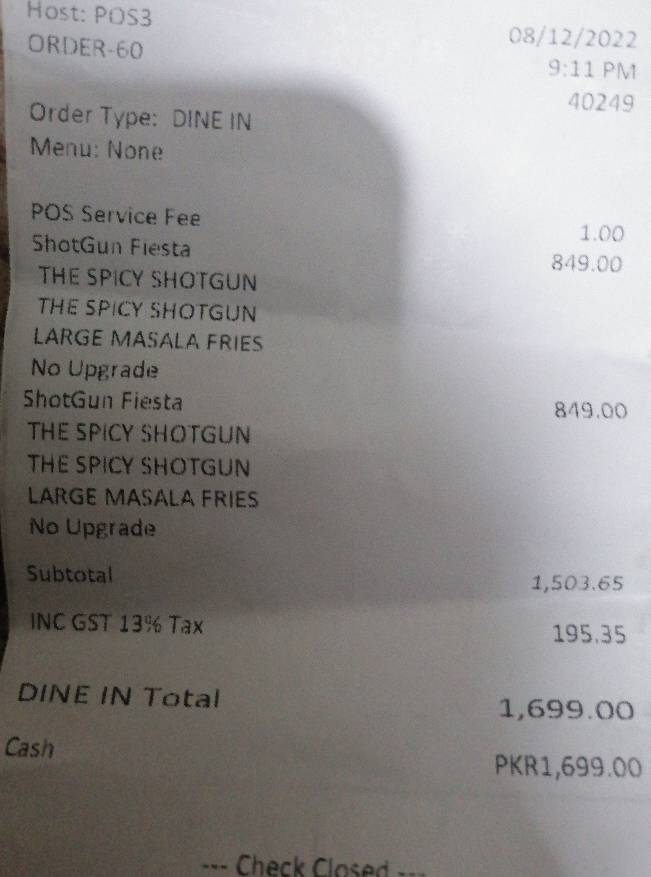 Host: POS3 08/12/2022
ORDER-60 9:11 PM
40249
Order Type: DINE IN
Menu: None
POS Service Fee 1.00
ShotGun Fiesta 849.00
THE SPICY SHOTGUN
THE SPICY SHOTGUN
LARGE MASALA FRIES
No Upgrade
ShotGun Fiesta 849.00
THE SPICY SHOTGUN
THE SPICY SHOTGUN
LARGE MASALA FRIES
No Upgrade
Subtotal 1,503.65
INC GST 13% Tax 195.35
DINE IN Total 1,699.00
Cash PKR1,699.00
--- Check Closed ---